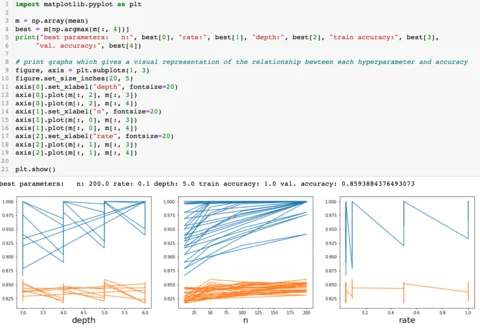 1 import matplotlib.pyplot as plt
2
3 m = np.array(mean)
4 best = m[np.argmax(m[:, 4])]
5 print("best parameters:   n:", best[0], "rate:", best[1], "depth:", best[2], "train accuracy:", best[3],
6 "val. accuracy:", best[4])
7
8 # print graphs which gives a visual representation of the relationship bewteen each hyperparameter and accuracy
9 figure, axis = plt.subplots(1, 3)
10 figure.set_size_inches(20, 5)
11 axis[0].set_xlabel("depth", fontsize=20)
12 axis[0].plot(m[:, 2], m[:, 3])
13 axis[0].plot(m[:, 2], m[:, 4])
14 axis[1].set_xlabel("n", fontsize=20)
15 axis[1].plot(m[:, 0], m[:, 3])
16 axis[1].plot(m[:, 0], m[:, 4])
17 axis[2].set_xlabel("rate", fontsize=20)
18 axis[2].plot(m[:, 1], m[:, 3])
19 axis[2].plot(m[:, 1], m[:, 4])
20
21 plt.show()
best parameters:   n: 200.0 rate: 0.1 depth: 5.0 train accuracy: 1.0 val. accuracy: 0.8593884376493073
1.000 1.000 1.000
0.975 0.975 0.975
0.950 0.950 0.950
0.925 0.925 0.925
0.900 0.900 0.900
0.875 0.875 0.875
0.850 0.850 0.850
0.825 0.825 0.825
3.0 3.5 4.0 4.5 5.0 5.5 6.0 25 50 75 100 125 150 175 200 0.2 0.4 0.6 0.8 1.0
depth n rate